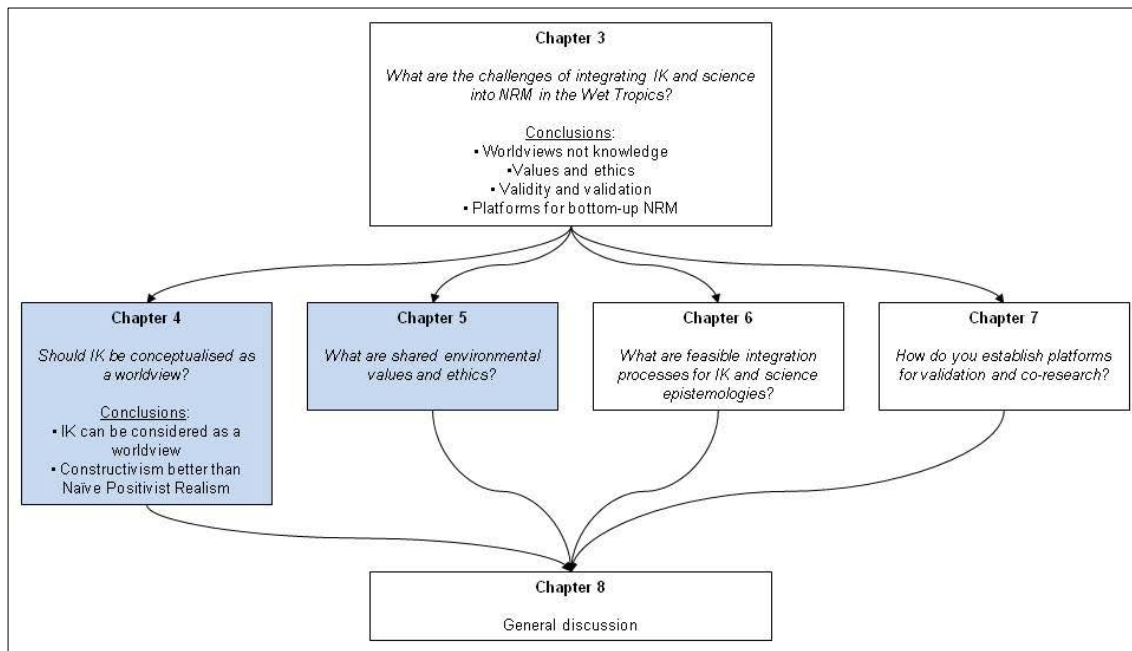 Chapter 3
What are the challenges of integrating IK and science
into NRM in the Wet Tropics?
Conclusions:
▪ Worldviews not knowledge
▪Values and ethics
▪ Validity and validation
▪ Platforms for bottom-up NRM
Chapter 4
Should IK be conceptualised as
a worldview?
Conclusions:
▪ IK can be considered as a
worldview
▪ Constructivism better than
Naïve Positivist Realism
Chapter 5
What are shared environmental
values and ethics?
Chapter 6
What are feasible integration
processes for IK and science
epistemologies?
Chapter 7
How do you establish platforms
for validation and co-research?
Chapter 8
General discussion